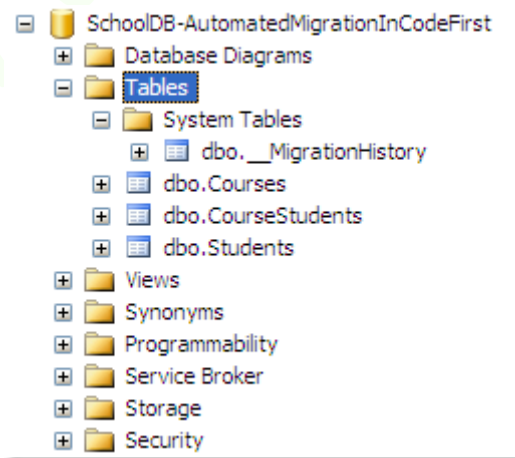 SchoolDB-AutomatedMigrationInCodeFirst
Database Diagrams
Tables
System Tables
dbo.__MigrationHistory
dbo.Courses
dbo.CourseStudents
dbo.Students
Views
Synonyms
Programmability
Service Broker
Storage
Security